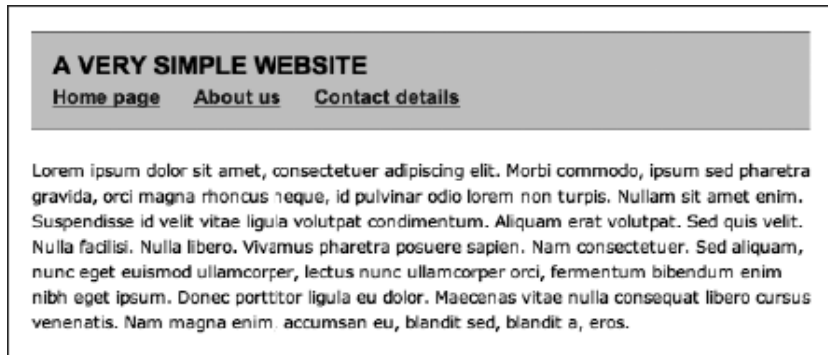 A VERY SIMPLE WEBSITE
Home page About us Contact details
Lorem ipsum dolor sit amet, consectetuer adipiscing elit. Morbi commodo, ipsum sed pharetra
gravida, orci magna rhoncus neque, id pulvinar odio lorem non turpis. Nullam sit amet enim.
Suspendisse id velit vitae ligula volutpat condimentum. Aliquam erat volutpat. Sed quis velit.
Nulla facilisi. Nulla libero. Vivamus pharetra posuere sapien. Nam consectetuer. Sed aliquam,
nunc eget euismod ullamcorper, lectus nunc ullamcorper orci, fermentum bibendum enim
nibh eget ipsum. Donec porttitor ligula eu dolor. Maecenas vitae nulla consequat libero cursus
venenatis. Nam magna enim, accumsan eu, blandit sed, blandit a, eros.